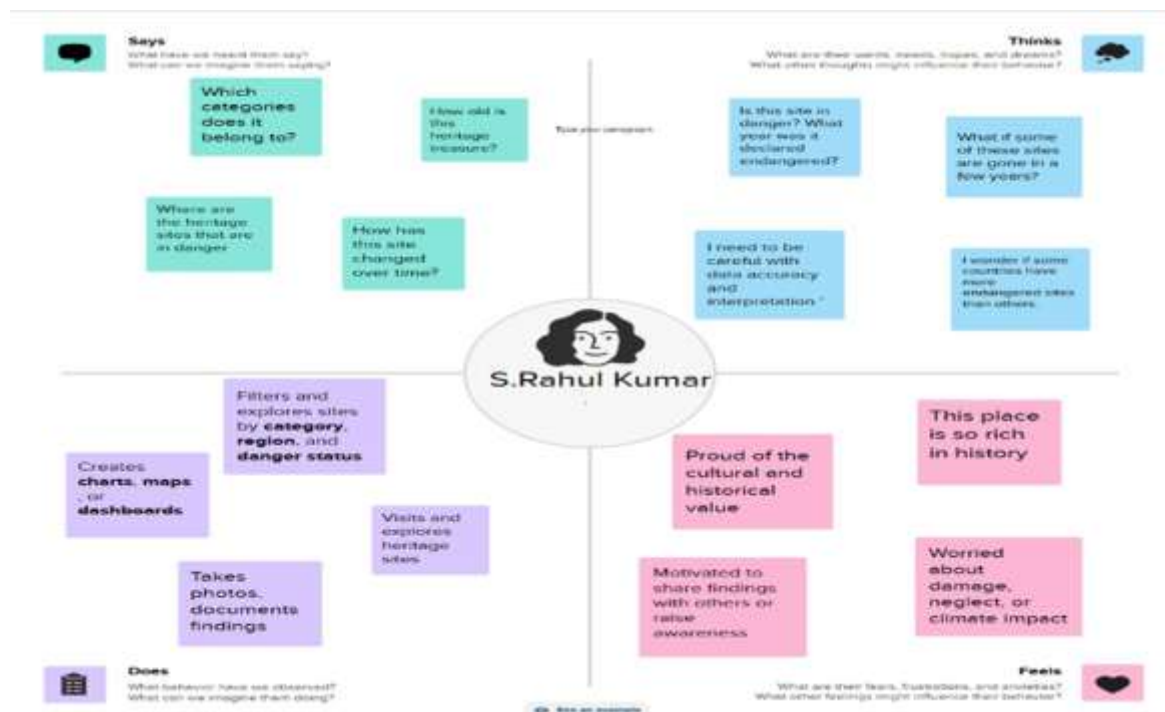 Says
What have we heard them say?
What can we imagine them saying?
Which
categories
does it
belong to?
How old is
this
heritage
treasure?
Where are
the heritage
sites that are
in danger
How has
this site
changed
over time?
Thinks
What are their wants, needs, hopes, and dreams?
What other thoughts might influence their behavior?
Is this site in
danger? What
year was it
declared
endangered?
What if some
of these sites
are gone in a
few years?
I need to be
careful with
data accuracy
and
interpretation
I wonder if some
countries have
more
endangered sites
than others
Type your
S.Rahul Kumar
Filters and
explores sites
by category,
region, and
danger status
Creates
charts, maps
, or
dashboards
Visits and
explores
heritage
sites
Takes
photos,
documents
findings
Does
What behavior have we observed?
What can we imagine them doing?
This place
is so rich
in history
Proud of the
cultural and
historical
value
Motivated to
share findings
with others or
raise
awareness
Worried
about
damage,
neglect, or
climate impact
Feels
What are their fears, frustrations, and anxieties?
What other feelings might influence their behavior?
See an example